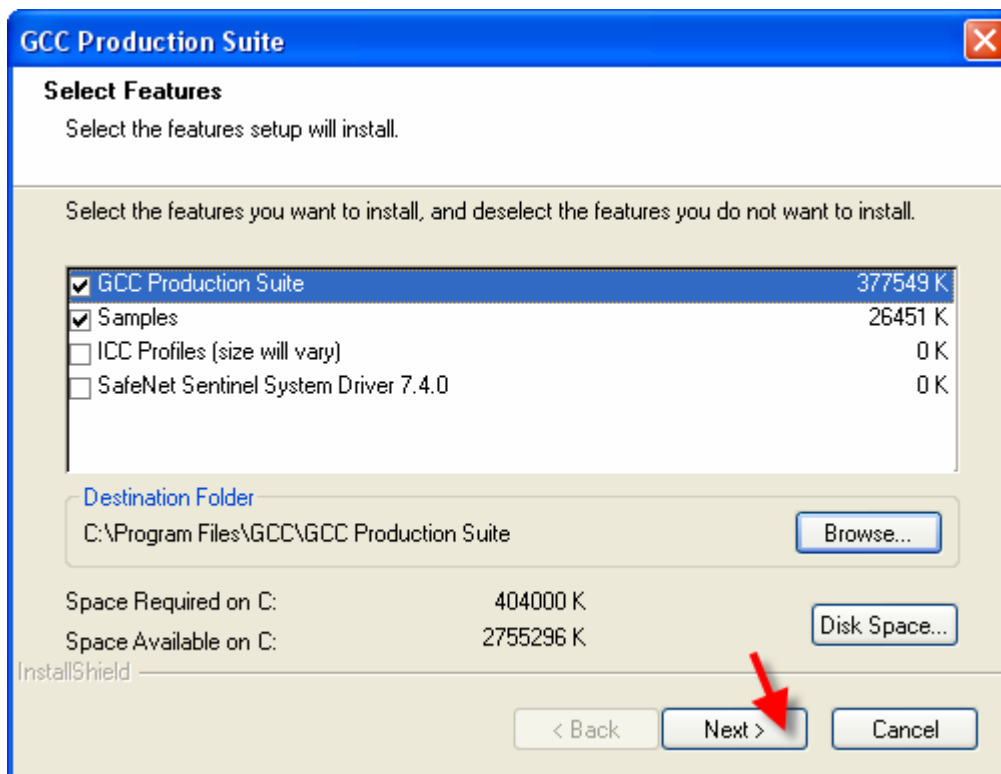 GCC Production Suite
Select Features
Select the features setup will install.
Select the features you want to install, and deselect the features you do not want to install.
GCC Production Suite 377549 K
Samples 26451 K
ICC Profiles (size will vary) 0 K
SafeNet Sentinel System Driver 7.4.0 0 K
Destination Folder
C:\Program Files\GCC\GCC Production Suite Browse...
Space Required on C: 404000 K
Space Available on C: 2755296 K
Disk Space...
InstallShield
< Back Next > Cancel